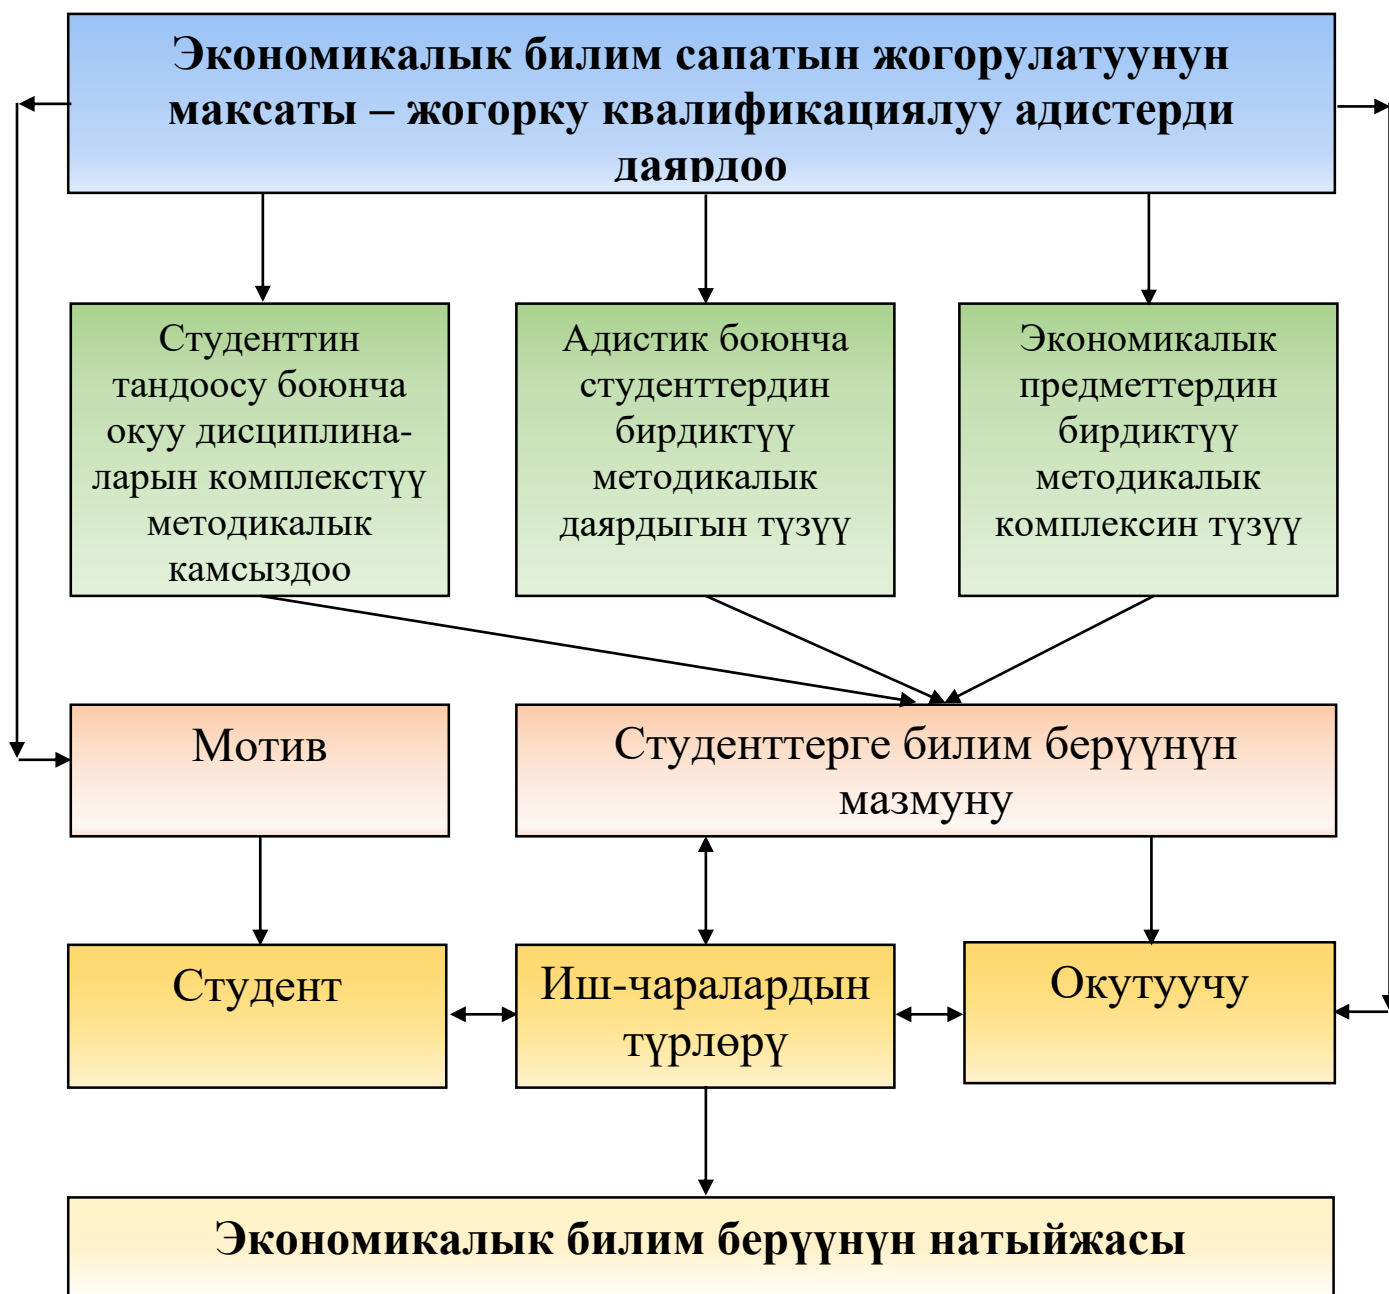 Экономикалык билим сапатын жогорулатуунун
максаты – жогорку квалификациялуу адистерди
даярдоо
Студенттин
тандоосу боюнча
окуу дисциплина-
ларын комплекстүү
методикалык
камсыздоо
Адистик боюнча
студенттердин
бирдиктүү
методикалык
даярдыгын түзүү
Экономикалык
предметтердин
бирдиктүү
методикалык
комплексин түзүү
Мотив
Студенттерге билим берүүнүн
мазмуну
Студент
Иш-чаралардын
түрлөрү
Окутуучу
Экономикалык билим берүүнүн натыйжасы